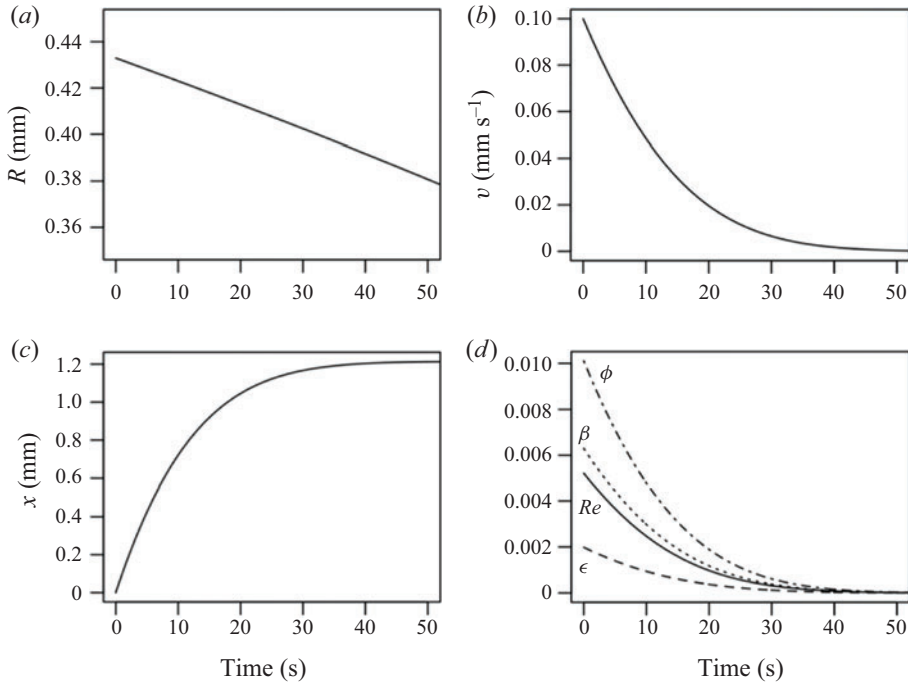 (a)
0.44
0.42
0.40
0.38
0.36
R (mm)
0 10 20 30 40 50
(b)
0.10
0.08
0.06
0.04
0.02
0
v (mm s⁻¹)
0 10 20 30 40 50
(c)
1.2
1.0
0.8
0.6
0.4
0.2
0
x (mm)
0 10 20 30 40 50
Time (s)
(d)
0.010
0.008
0.006
0.004
0.002
0
ϕ
β
Re
ϵ
0 10 20 30 40 50
Time (s)